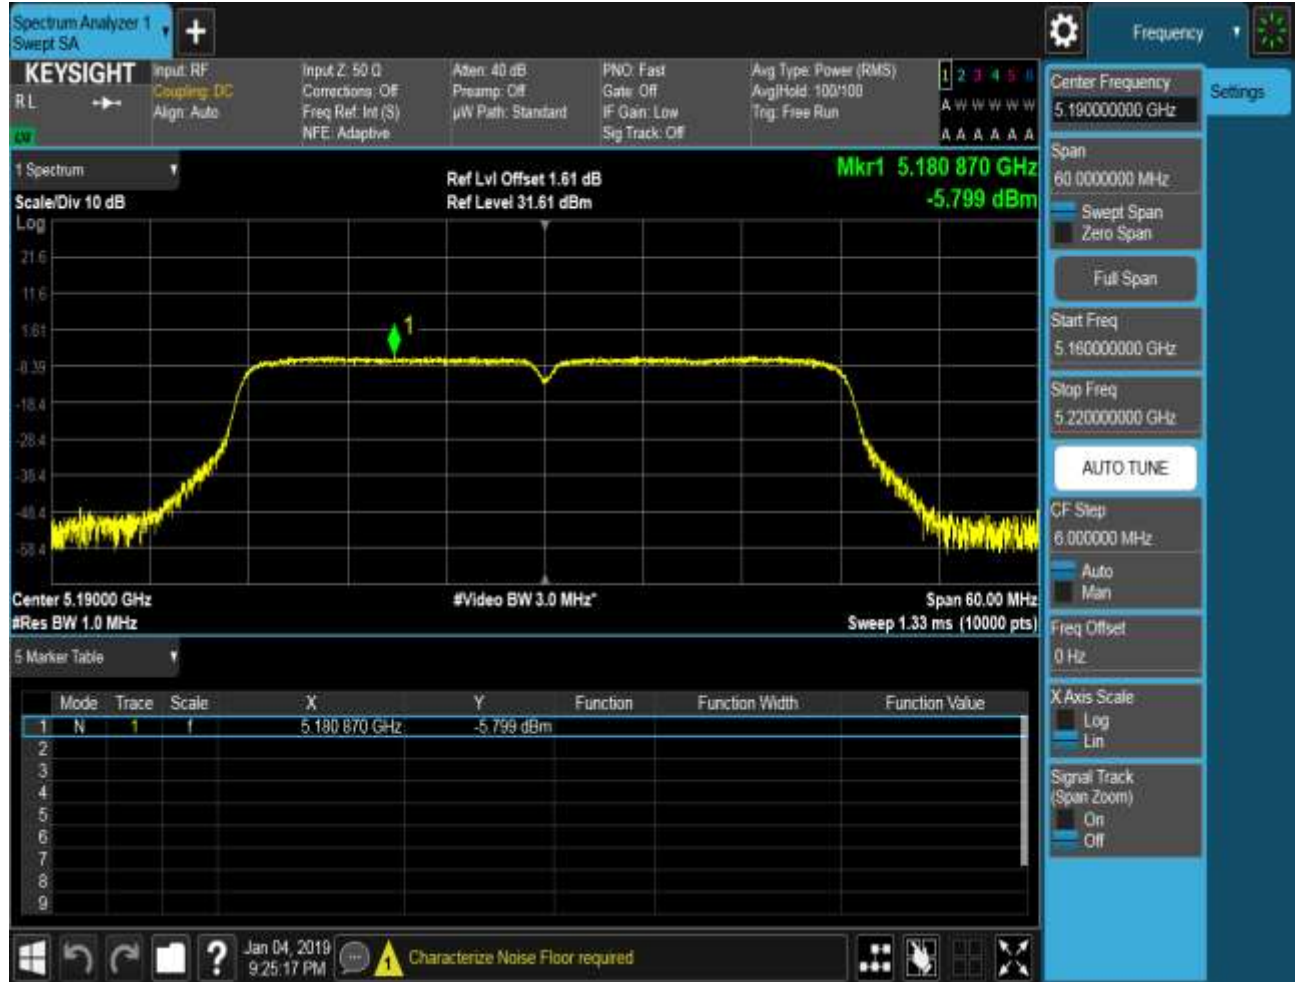 Spectrum Analyzer 1
Swept SA
Frequency
KEYSIGHT
R L
Input: RF
Coupling: DC
Align: Auto
Input Z: 50 Ω
Corrections: Off
Freq Ref: Int (S)
NFE: Adaptive
Atten: 40 dB
Preamp: Off
µW Path: Standard
PNO: Fast
Gate: Off
IF Gain: Low
Sig Track: Off
Avg Type: Power (RMS)
Avg|Hold: 100/100
Trig: Free Run
1 2 3 4 5 6
A W W W W W
A A A A A A
1 Spectrum
Scale/Div 10 dB
Log
Ref Lvl Offset 1.61 dB
Ref Level 31.61 dBm
Mkr1 5.180 870 GHz
-5.799 dBm
21.6
11.6
1.61
-8.39
-18.4
-28.4
-38.4
-48.4
-58.4
1
Center 5.19000 GHz
#Res BW 1.0 MHz
#Video BW 3.0 MHz*
Span 60.00 MHz
Sweep 1.33 ms (10000 pts)
5 Marker Table
Mode Trace Scale X Y Function Function Width Function Value
1 N 1 f 5.180 870 GHz -5.799 dBm
2
3
4
5
6
7
8
9
Jan 04, 2019
9:25:17 PM
1
Characterize Noise Floor required
Center Frequency
5.190000000 GHz
Settings
Span
60.0000000 MHz
Swept Span
Zero Span
Full Span
Start Freq
5.160000000 GHz
Stop Freq
5.220000000 GHz
AUTO TUNE
CF Step
6.000000 MHz
Auto
Man
Freq Offset
0 Hz
X Axis Scale
Log
Lin
Signal Track
(Span Zoom)
On
Off